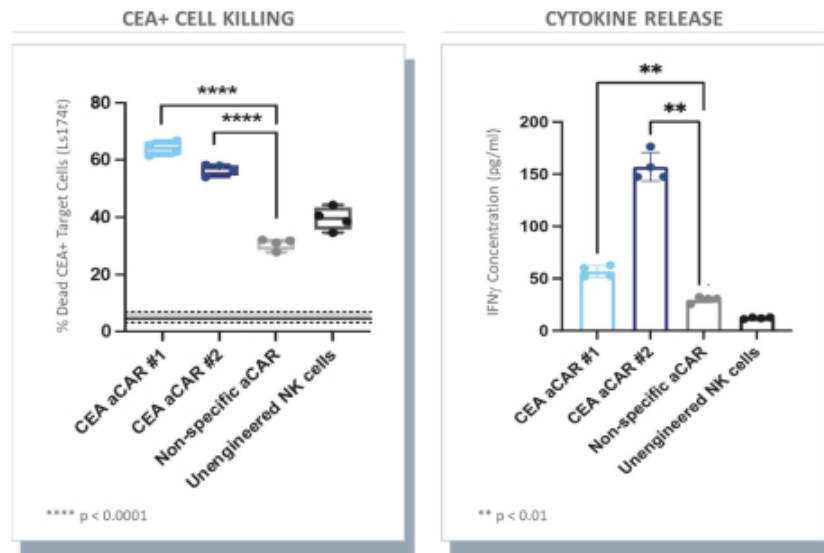 CEA+ CELL KILLING
% Dead CEA+ Target Cells (Ls174t)
80
60
40
20
0
****
****
CEA aCAR #1
CEA aCAR #2
Non-specific aCAR
Unengineered NK cells
**** p < 0.0001
CYTOKINE RELEASE
IFNγ Concentration (pg/ml)
200
150
100
50
0
**
**
CEA aCAR #1
CEA aCAR #2
Non-specific aCAR
Unengineered NK cells
** p < 0.01